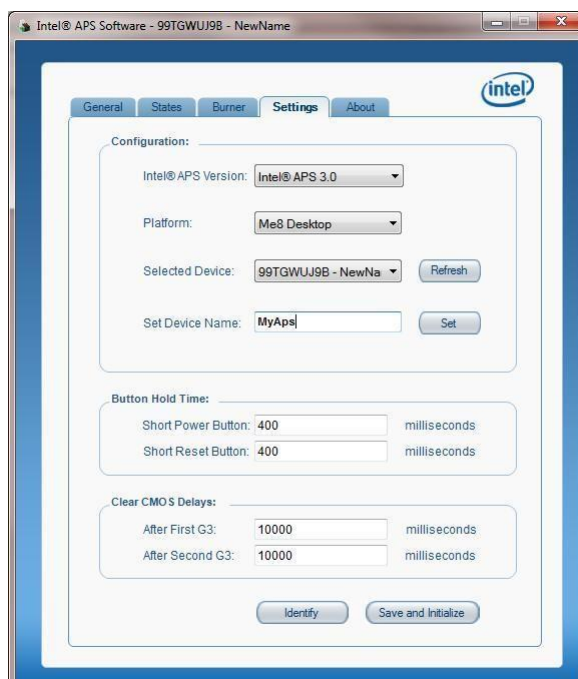 Intel® APS Software - 99TGWUJ9B - NewName
intel
General States Burner Settings About
Configuration:
Intel® APS Version: Intel® APS 3.0
Platform: Me8 Desktop
Selected Device: 99TGWUJ9B - NewNa Refresh
Set Device Name: MyAps Set
Button Hold Time:
Short Power Button: 400 milliseconds
Short Reset Button: 400 milliseconds
Clear CMOS Delays:
After First G3: 10000 milliseconds
After Second G3: 10000 milliseconds
Identify Save and Initialize